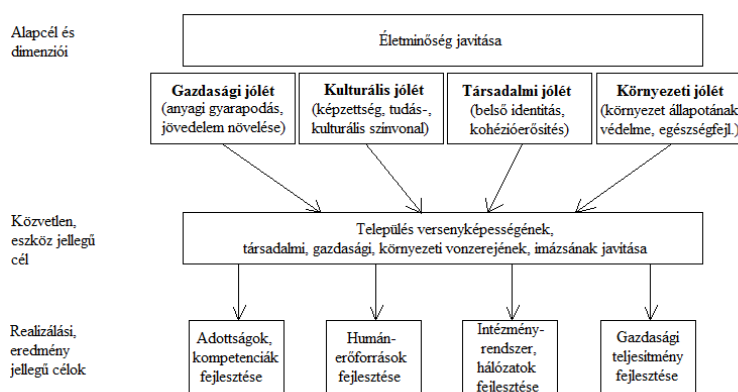 Alapcél és
dimenziói
Életminőség javítása
Gazdasági jólét
(anyagi gyarapodás,
jövedelem növelése)
Kulturális jólét
(képzettség, tudás-,
kulturális színvonal)
Társadalmi jólét
(belső identitás,
kohézióerősítés)
Környezeti jólét
(környezet állapotának
védelme, egészségfejl.)
Közvetlen,
eszköz jellegű
cél
Település versenyképességének,
társadalmi, gazdasági, környezeti vonzerejének, imázsának javítása
Realizálási,
eredmény
jellegű célok
Adottságok,
kompetenciák
fejlesztése
Humán-
erőforrások
fejlesztése
Intézmény-
rendszer,
hálózatok
fejlesztése
Gazdasági
teljesítmény
fejlesztése